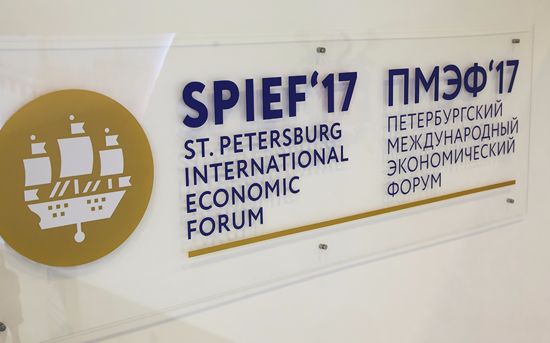 SPIEF‘17
ST. PETERSBURG
INTERNATIONAL
ECONOMIC
FORUM
ПМЭФ‘17
ПЕТЕРБУРГСКИЙ
МЕЖДУНАРОДНЫЙ
ЭКОНОМИЧЕСКИЙ
ФОРУМ